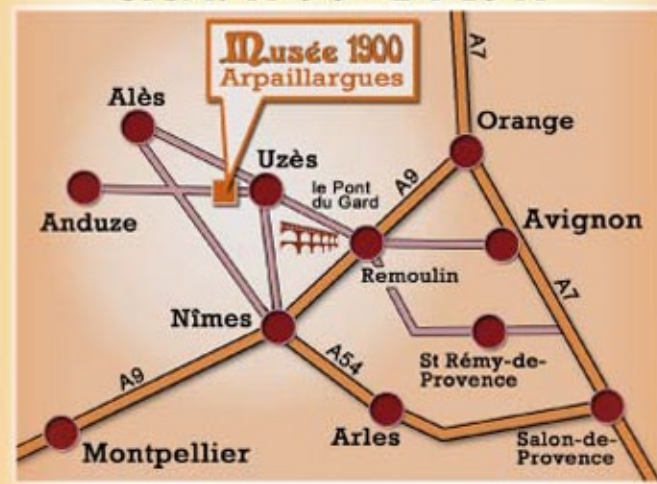 Musée 1900
Arpaillargues
A7
Alès
Orange
Uzès
le Pont
du Gard
A9
Anduze
Avignon
Remoulin
A7
Nîmes
A54
St Rémy-de-
Provence
A9
Arles
Salon-de-
Provence
Montpellier